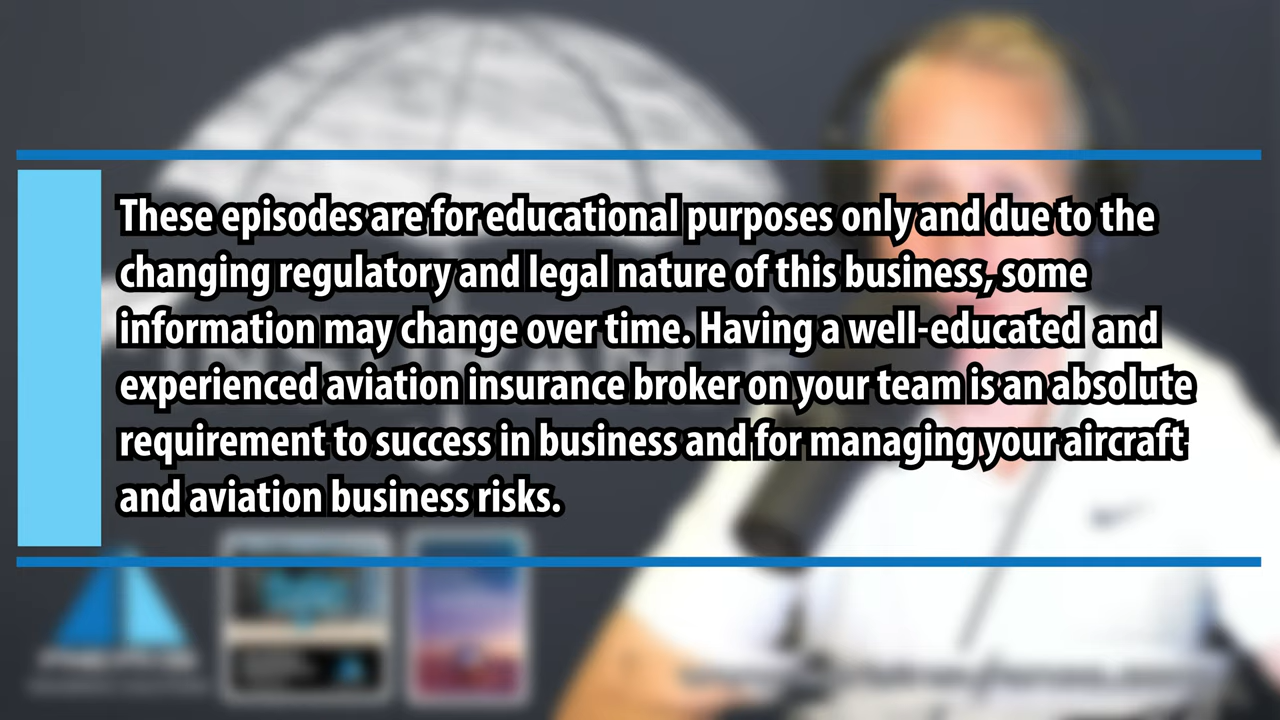 These episodes are for educational purposes only and due to the
changing regulatory and legal nature of this business, some
information may change over time. Having a well-educated and
experienced aviation insurance broker on your team is an absolute
requirement to success in business and for managing your aircraft
and aviation business risks.